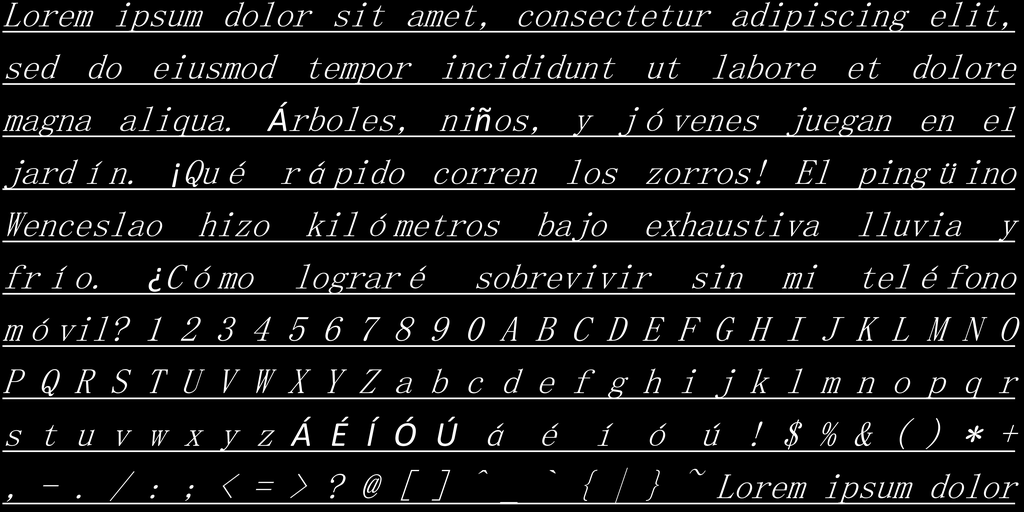 Lorem ipsum dolor sit amet, consectetur adipiscing elit,
sed do eiusmod tempor incididunt ut labore et dolore
magna aliqua. Árboles, niños, y jóvenes juegan en el
jardín. ¡Qué rápido corren los zorros! El pingüino
Wenceslao hizo kilómetros bajo exhaustiva lluvia y
frío. ¿Cómo lograré sobrevivir sin mi teléfono
móvil? 1 2 3 4 5 6 7 8 9 0 A B C D E F G H I J K L M N O
P Q R S T U V W X Y Z a b c d e f g h i j k l m n o p q r
s t u v w x y z Á É Í Ó Ú á é í ó ú ! $ % & ( ) * +
, - . / : ; < = > ? @ [ ] ^ _ ` { | } ~ Lorem ipsum dolor